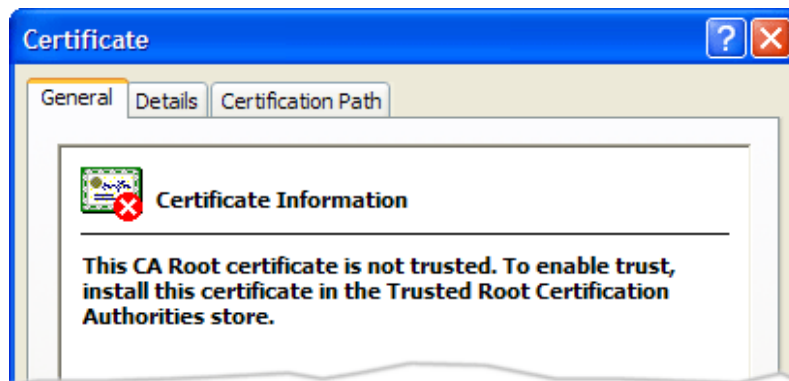 Certificate
General Details Certification Path
Certificate Information
This CA Root certificate is not trusted. To enable trust,
install this certificate in the Trusted Root Certification
Authorities store.